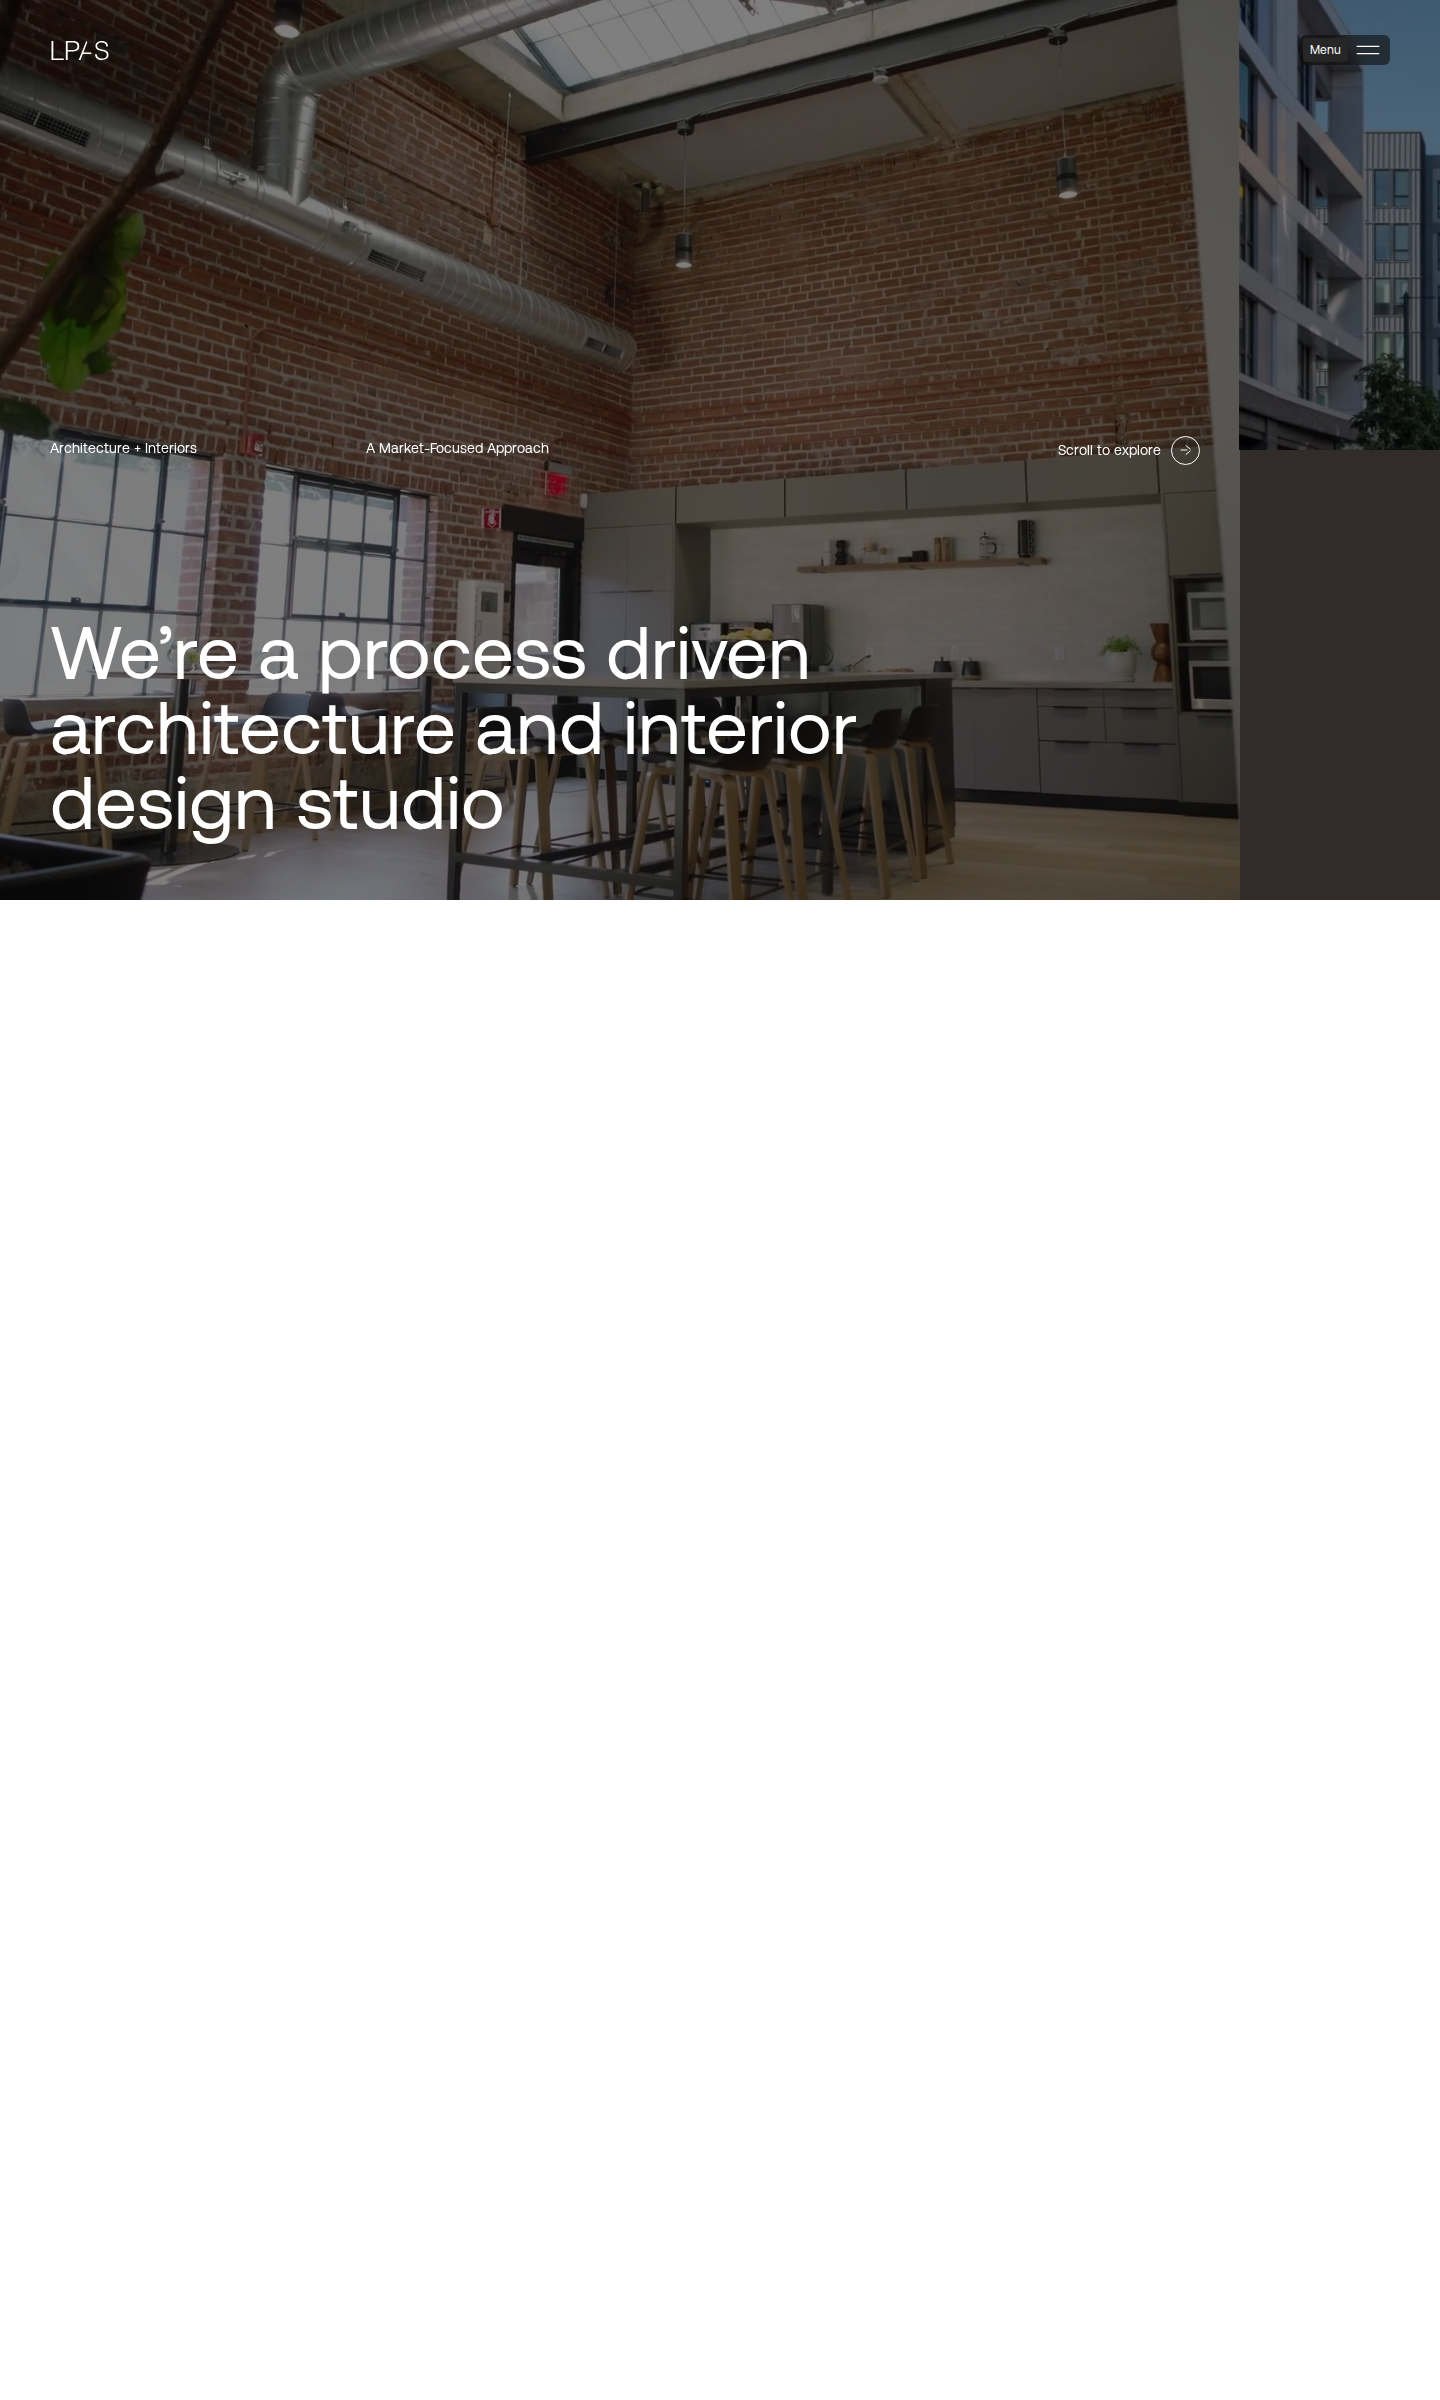 LPAS
Menu
Architecture + Interiors
A Market-Focused Approach
Scroll to explore
We’re a process driven
architecture and interior
design studio